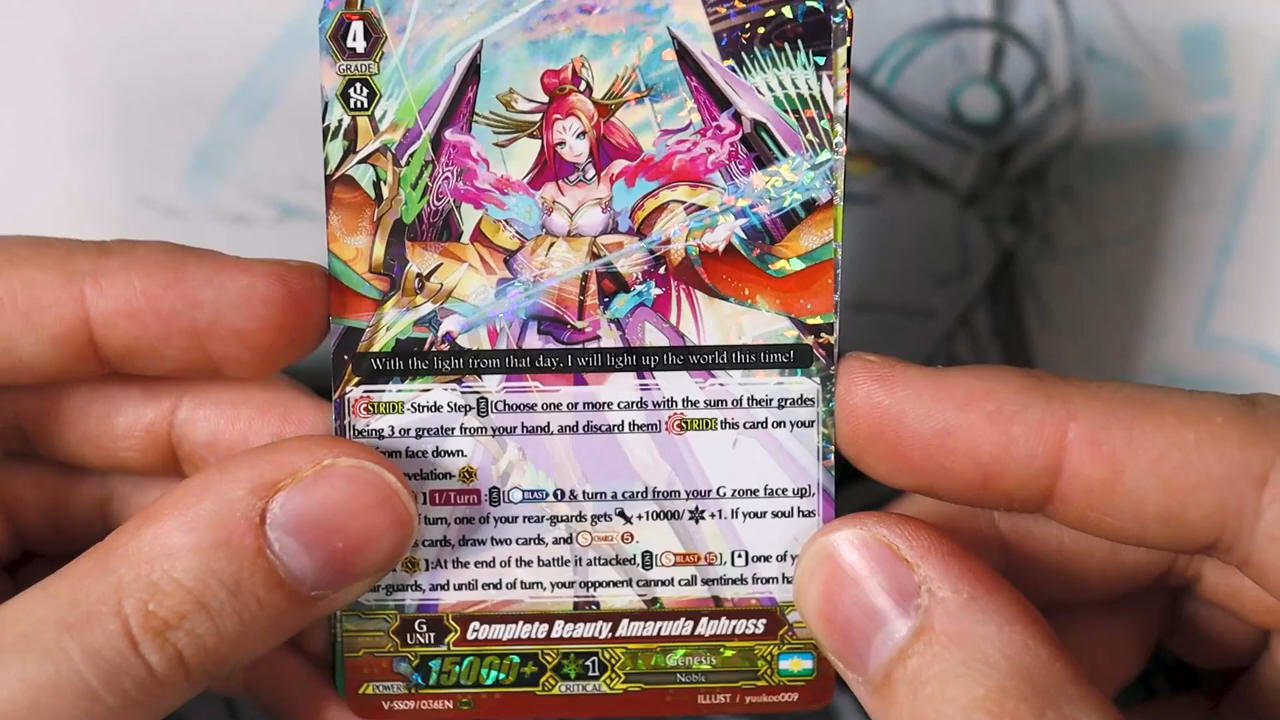 4
GRADE
With the light from that day, I will light up the world this time!
STRIDE -Stride Step- [Choose one or more cards with the sum of their grades
being 3 or greater from your hand, and discard them] STRIDE this card on your
face down.
1/Turn : [BLAST 1 & turn a card from your G zone face up],
turn, one of your rear-guards gets +10000/ +1. If your soul has
cards, draw two cards, and CHARGE 5.
]:At the end of the battle it attacked, [S BLAST 15], one of
and until end of turn, your opponent cannot call sentinels from
G
UNIT
Complete Beauty, Amaruda Aphross
POWER 15000+
1
CRITICAL
Genesis
Noble
V-SS09/036EN
ILLUST / yuukoo009